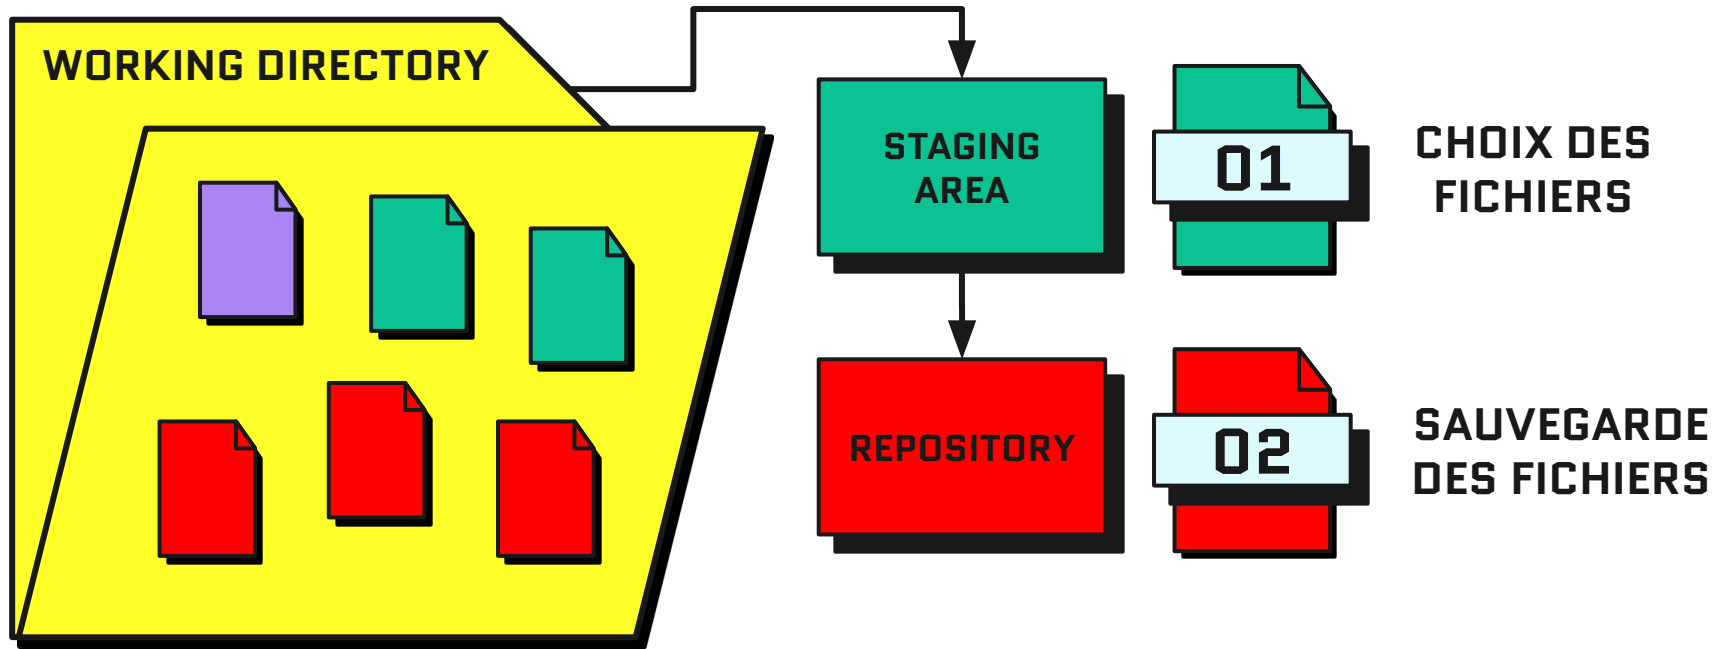 WORKING DIRECTORY
STAGING
AREA
01
CHOIX DES
FICHIERS
REPOSITORY
02
SAUVEGARDE
DES FICHIERS